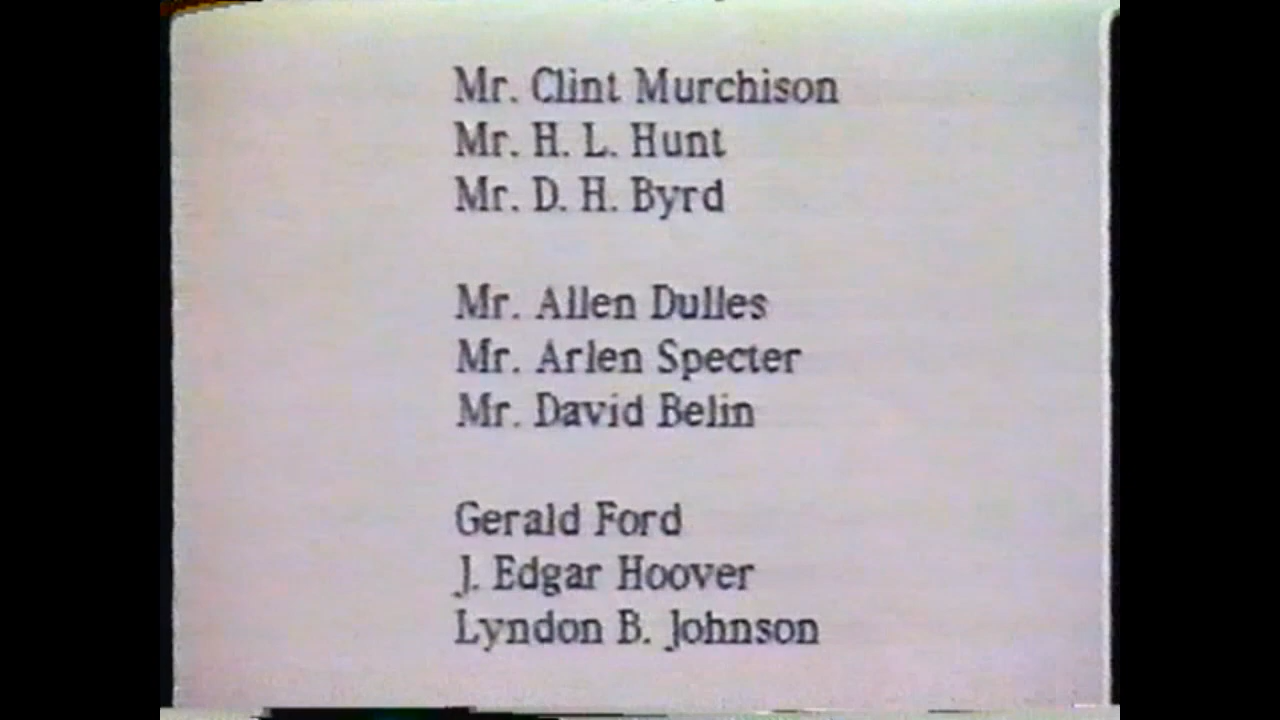 Mr. Clint Murchison
Mr. H. L. Hunt
Mr. D. H. Byrd
Mr. Allen Dulles
Mr. Arlen Specter
Mr. David Belin
Gerald Ford
J. Edgar Hoover
Lyndon B. Johnson